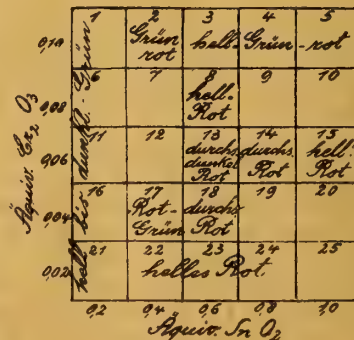 Äquiv. Cr₂ O₃
0,10
0,08
0,06
0,04
0,02
hell bis dunkl. Grün
1 2 3 4 5
Grün rot
hell- Grün - rot
6 7 8 9 10
hell- Rot
11 12 13 14 15
durchs. dunkel Rot
durchs. Rot
hell- Rot
16 17 18 19 20
Rot- Grün
durchs. Rot
21 22 23 24 25
helles Rot.
0,2 0,4 0,6 0,8 1,0
Äquiv. Sn O₂